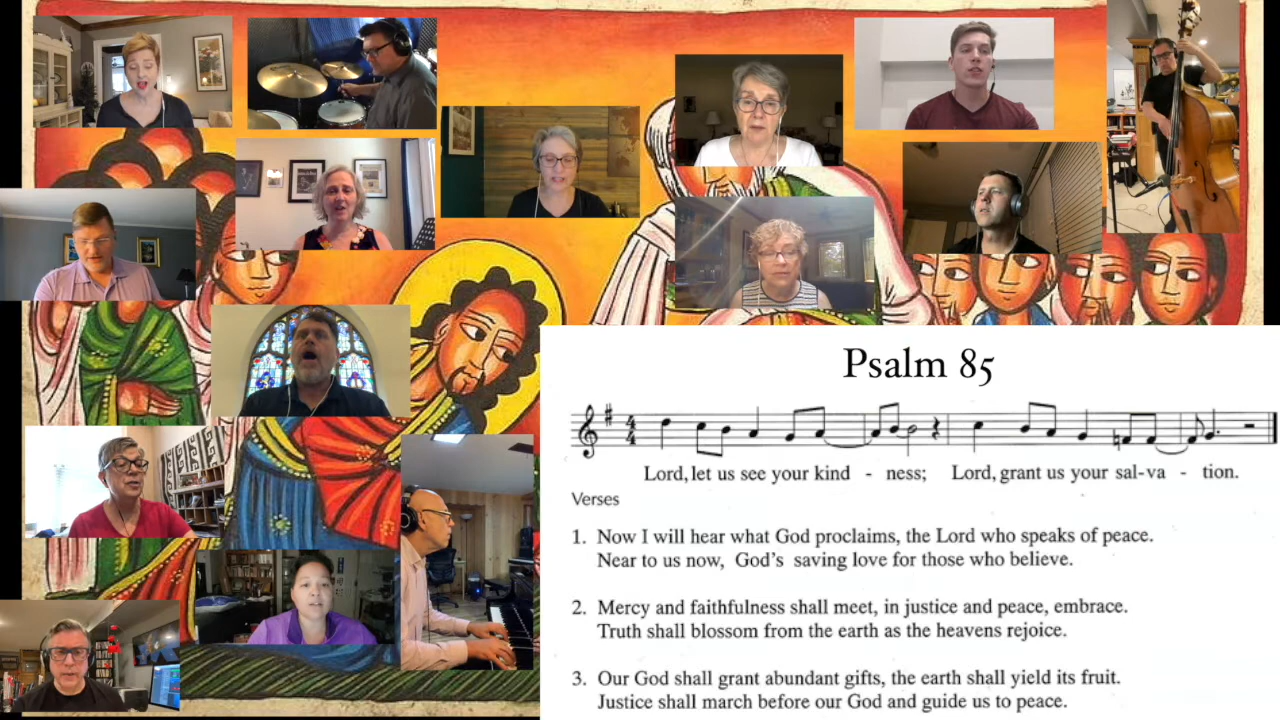 Psalm 85
Lord, let us see your kind - ness; Lord, grant us your sal-va - tion.
Verses
1. Now I will hear what God proclaims, the Lord who speaks of peace.
Near to us now, God's saving love for those who believe.
2. Mercy and faithfulness shall meet, in justice and peace, embrace.
Truth shall blossom from the earth as the heavens rejoice.
3. Our God shall grant abundant gifts, the earth shall yield its fruit.
Justice shall march before our God and guide us to peace.